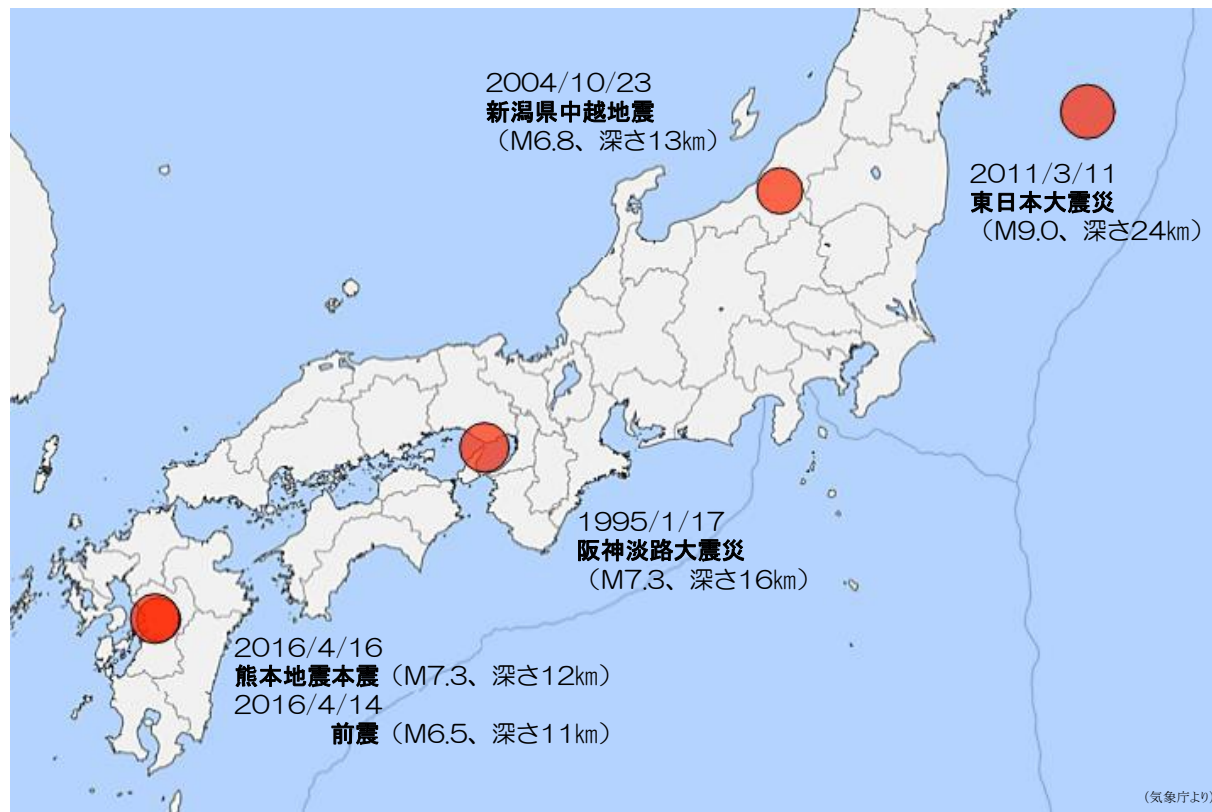 2004/10/23
新潟県中越地震
（M6.8、深さ13㎞）
2011/3/11
東日本大震災
（M9.0、深さ24㎞）
1995/1/17
阪神淡路大震災
（M7.3、深さ16㎞）
2016/4/16
熊本地震本震（M7.3、深さ12㎞）
2016/4/14
前震（M6.5、深さ11㎞）
（気象庁より）